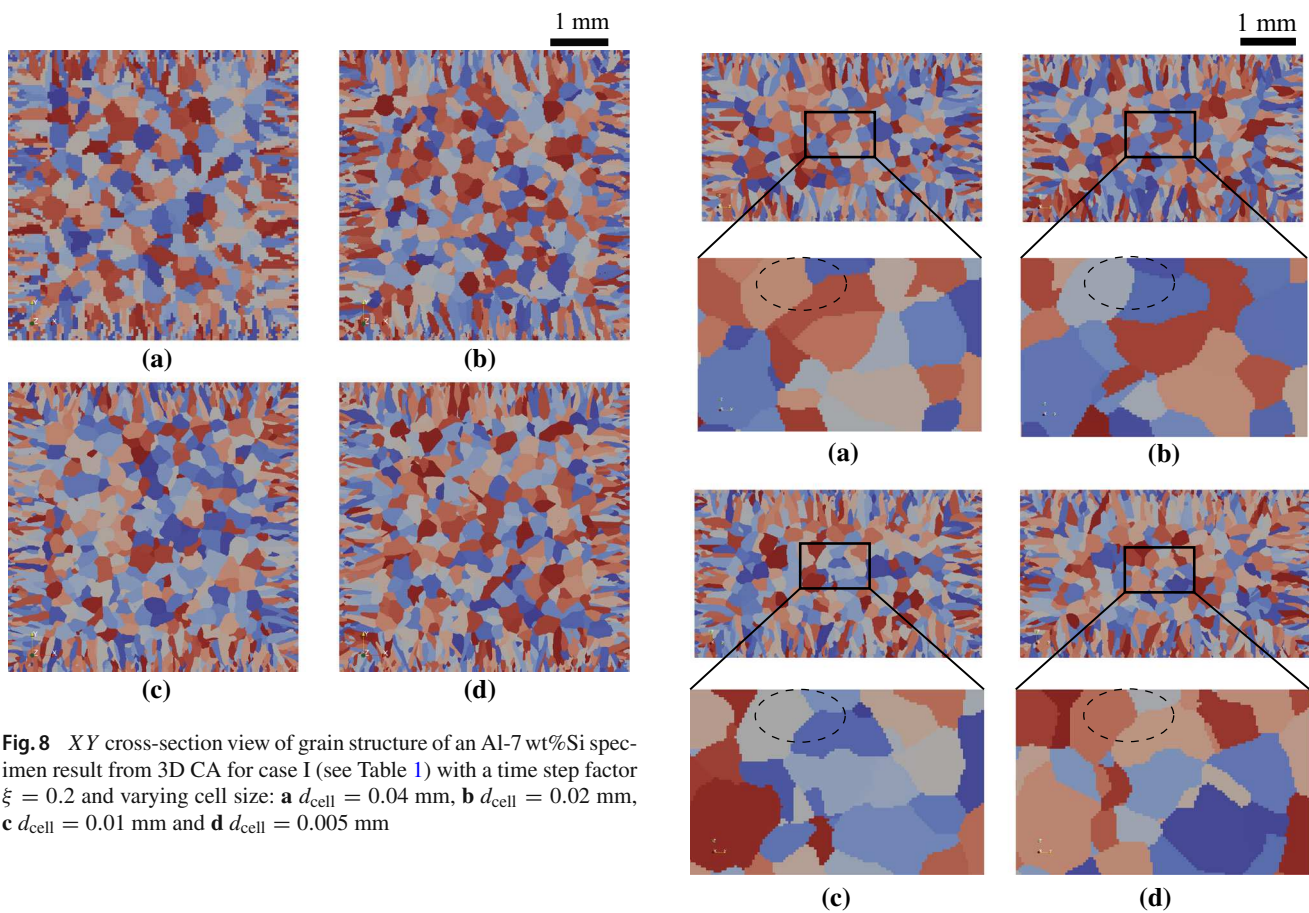 1 mm
(a)
(b)
(c)
(d)
Fig. 8 XY cross-section view of grain structure of an Al-7 wt%Si spec-
imen result from 3D CA for case I (see Table 1) with a time step factor
ξ = 0.2 and varying cell size: a d_cell = 0.04 mm, b d_cell = 0.02 mm,
c d_cell = 0.01 mm and d d_cell = 0.005 mm
1 mm
(a)
(b)
(c)
(d)